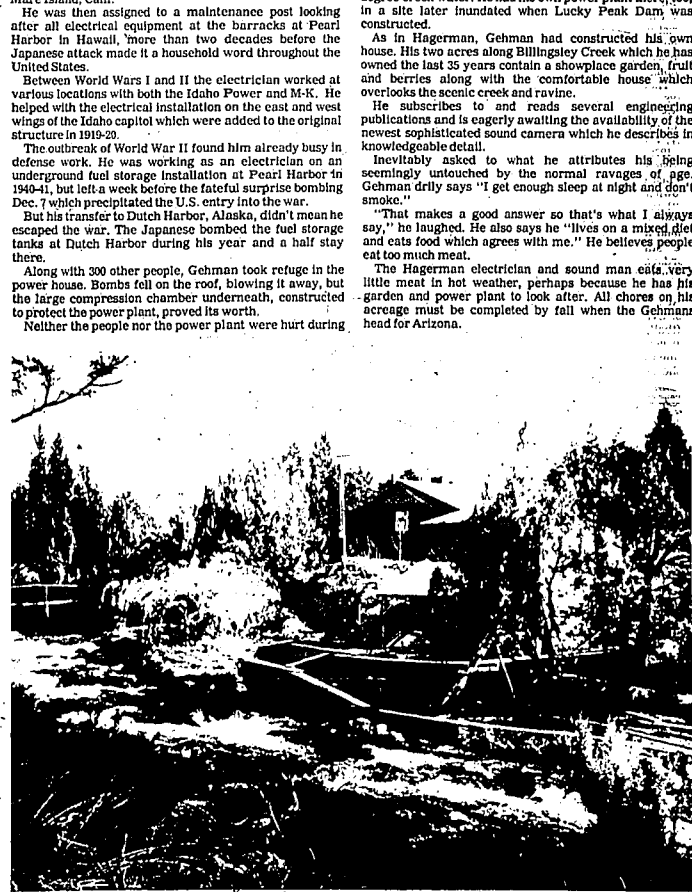 Mare Island, Calif.
He was then assigned to a maintenance post looking
after all electrical equipment at the barracks at Pearl
Harbor in Hawaii, more than two decades before the
Japanese attack made it a household word throughout the
United States.
Between World Wars I and II the electrician worked at
various locations with both the Idaho Power and M-K. He
helped with the electrical installation on the east and west
wings of the Idaho capitol which were added to the original
structure in 1919-20.
The outbreak of World War II found him already busy in
defense work. He was working as an electrician on an
underground fuel storage installation at Pearl Harbor in
1940-41, but left a week before the fateful surprise bombing
Dec. 7 which precipitated the U.S. entry into the war.
But his transfer to Dutch Harbor, Alaska, didn't mean he
escaped the war. The Japanese bombed the fuel storage
tanks at Dutch Harbor during his year and a half stay
there.
Along with 300 other people, Gehman took refuge in the
power house. Bombs fell on the roof, blowing it away, but
the large compression chamber underneath, constructed
to protect the power plant, proved its worth.
Neither the people nor the power plant were hurt during
in a site later inundated when Lucky Peak Dam was
constructed.
As in Hagerman, Gehman had constructed his own
house. His two acres along Billingsley Creek which he has
owned the last 35 years contain a showplace garden, fruit
and berries along with the comfortable house which
overlooks the scenic creek and ravine.
He subscribes to and reads several engineering
publications and is eagerly awaiting the availability of the
newest sophisticated sound camera which he describes in
knowledgeable detail.
Inevitably asked to what he attributes his being
seemingly untouched by the normal ravages of age,
Gehman drily says "I get enough sleep at night and don't
smoke."
"That makes a good answer so that's what I always
say," he laughed. He also says he "lives on a mixed diet
and eats food which agrees with me." He believes people
eat too much meat.
The Hagerman electrician and sound man eats very
little meat in hot weather, perhaps because he has his
garden and power plant to look after. All chores on his
acreage must be completed by fall when the Gehmans
head for Arizona.